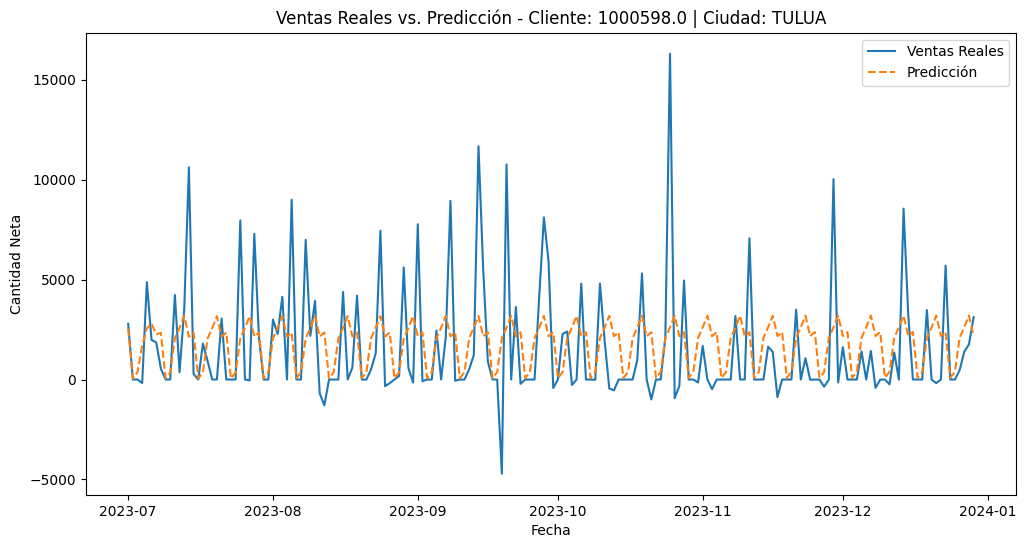 Ventas Reales vs. Predicción - Cliente: 1000598.0 | Ciudad: TULUA
Ventas Reales
Predicción
Cantidad Neta
15000
10000
5000
0
−5000
2023-07
2023-08
2023-09
2023-10
2023-11
2023-12
2024-01
Fecha